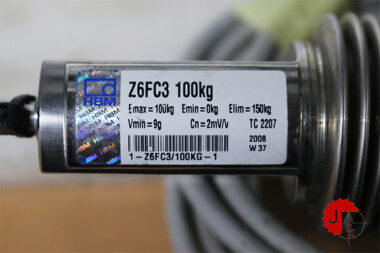 HBM
Z6FC3 100kg
Emax = 100kg Emin = 0kg Elim = 150kg
Vmin = 9g Cn = 2mV/V TC 2207
2008
W 37
1-Z6FC3/100KG-1